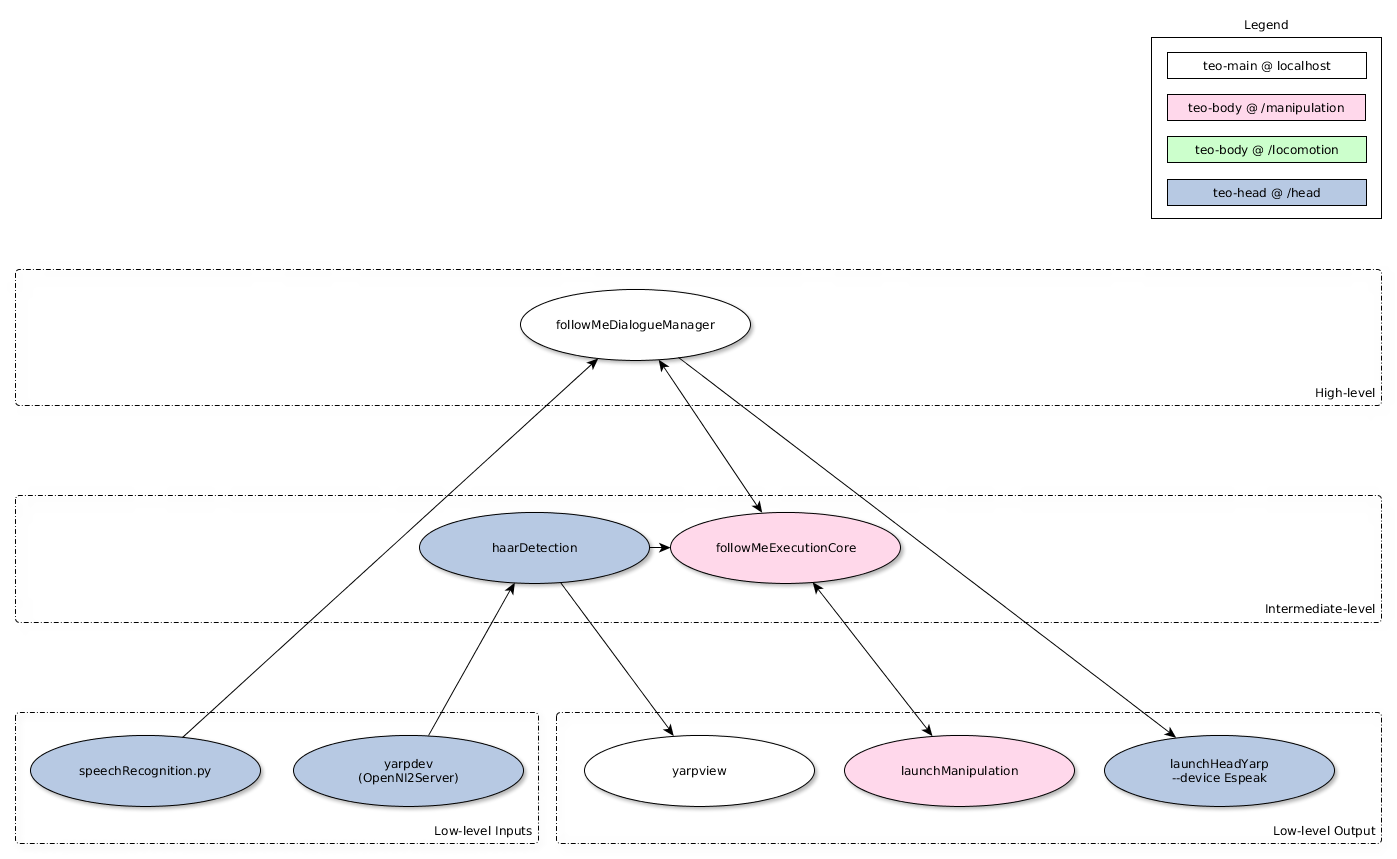 Legend
teo-main @ localhost
teo-body @ /manipulation
teo-body @ /locomotion
teo-head @ /head
followMeDialogueManager
High-level
haarDetection
followMeExecutionCore
Intermediate-level
speechRecognition.py
yarpdev
(OpenNI2Server)
Low-level Inputs
yarpview
launchManipulation
launchHeadYarp
--device Espeak
Low-level Output